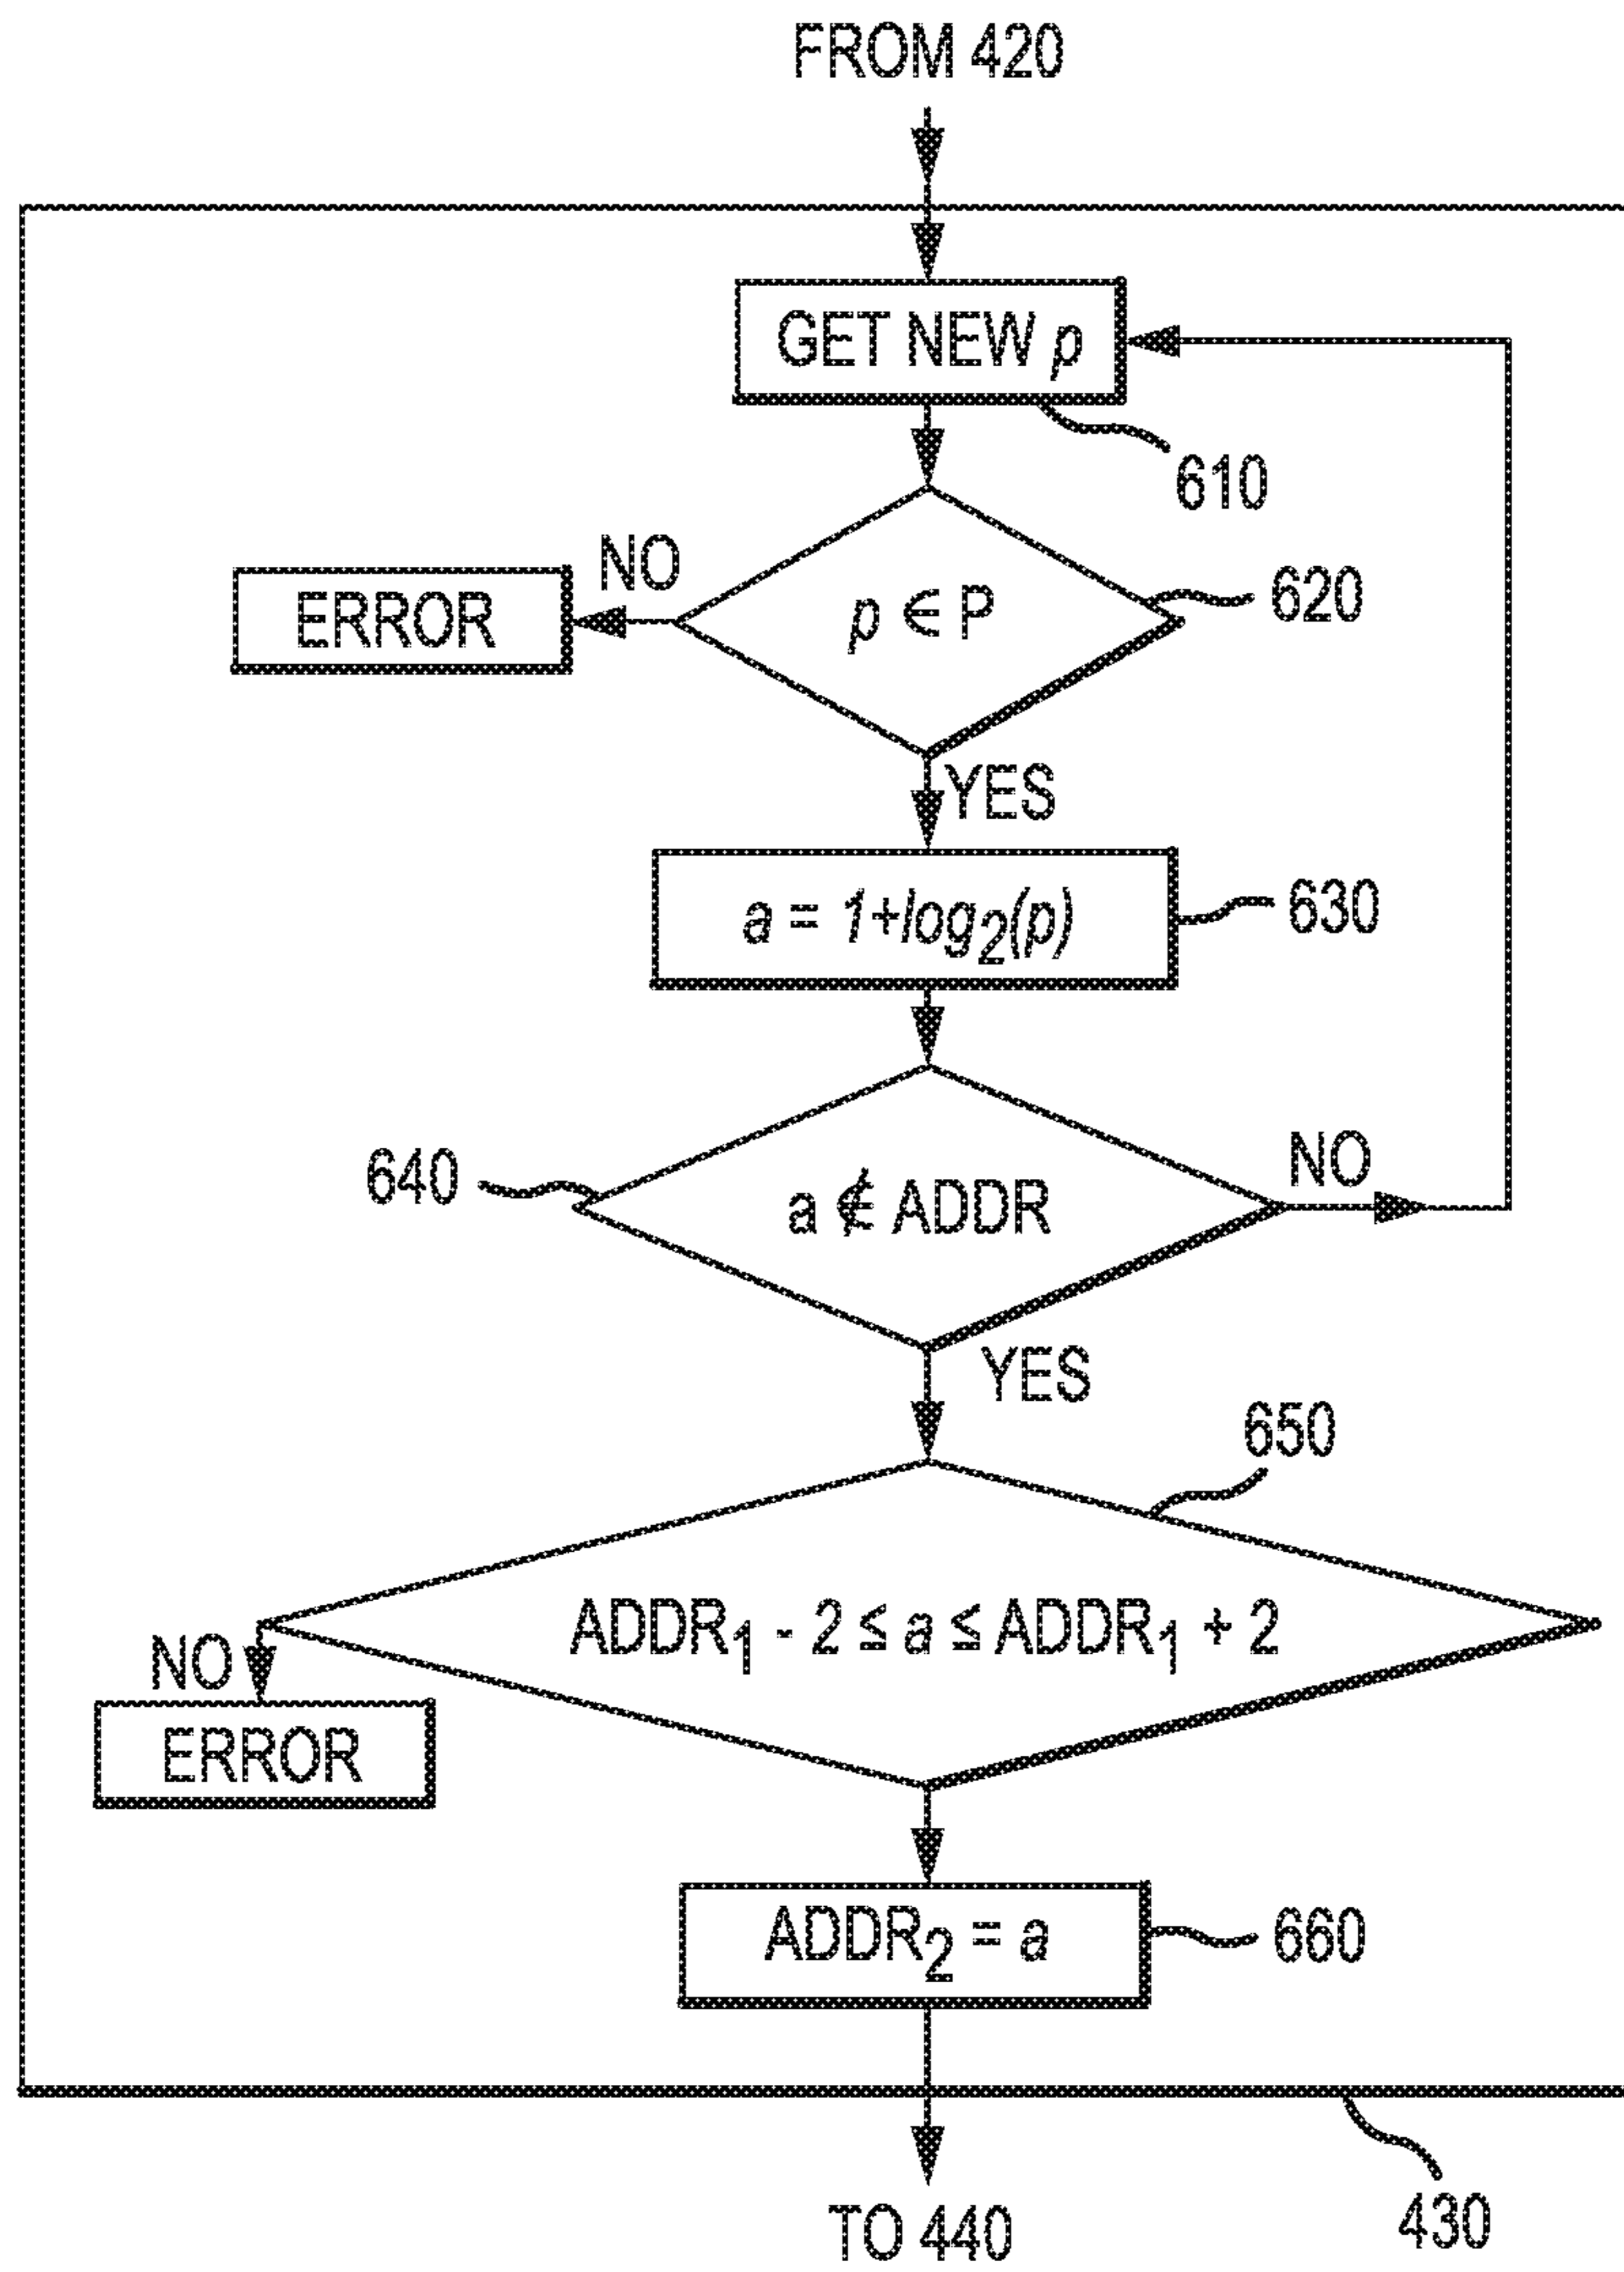 FROM 420
GET NEW p
610
NO
ERROR
p ∈ P
620
YES
a = 1+log₂(p)
630
640
a ∉ ADDR
NO
YES
650
ADDR₁ - 2 ≤ a ≤ ADDR₁ + 2
NO
ERROR
ADDR₂ = a
660
TO 440
430